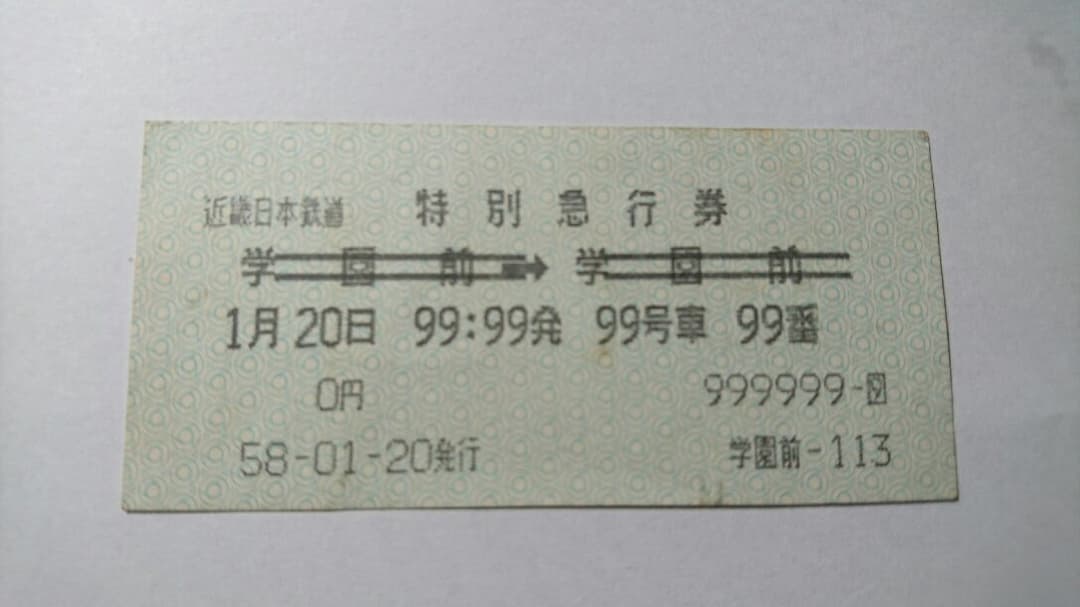 近畿日本鉄道 特別急行券
学園前➡学園前
1月20日 99:99発 99号車 99番
0円 999999-図
58-01-20発行 学園前-113